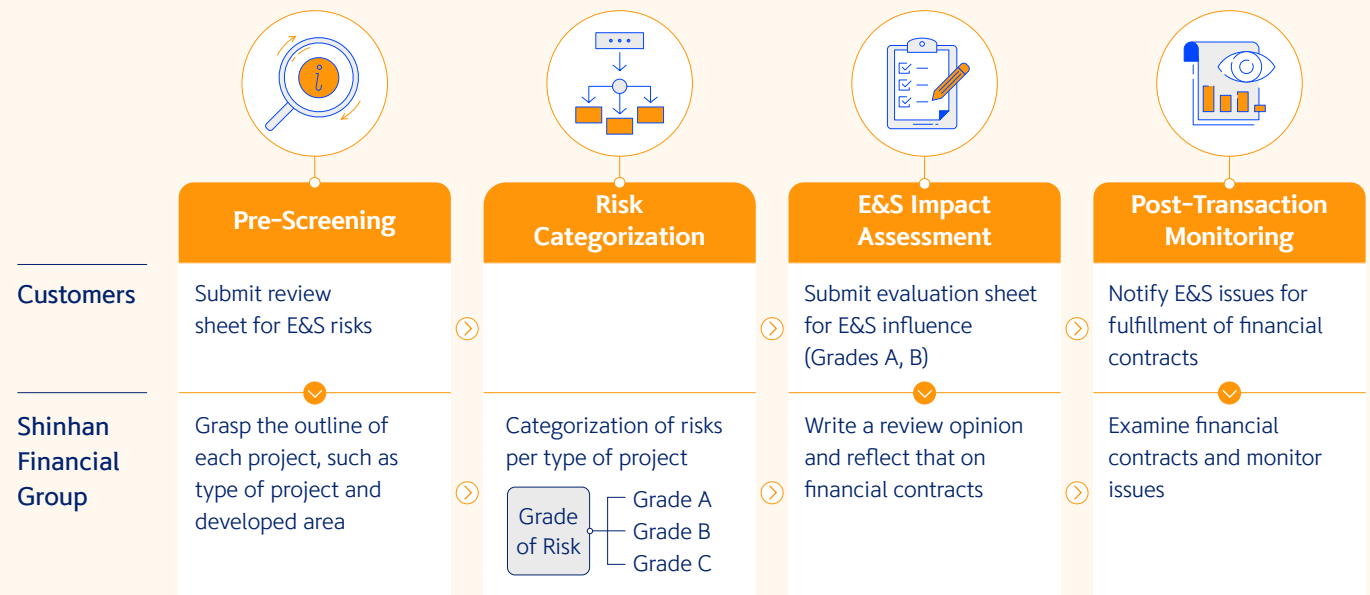 Pre-Screening
Risk
Categorization
E&S Impact
Assessment
Post-Transaction
Monitoring
Customers
Submit review
sheet for E&S risks
Submit evaluation sheet
for E&S influence
(Grades A, B)
Notify E&S issues for
fulfillment of financial
contracts
Shinhan
Financial
Group
Grasp the outline of
each project, such as
type of project and
developed area
Categorization of risks
per type of project
Grade
of Risk
Grade A
Grade B
Grade C
Write a review opinion
and reflect that on
financial contracts
Examine financial
contracts and monitor
issues